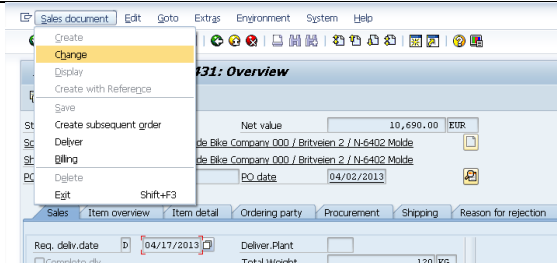 Sales document Edit Goto Extras Environment System Help
Create
Change
Display
Create with Reference
Save
Create subsequent order
Deliver
Billing
Delete
Exit Shift+F3
431: Overview
Net value 10,690.00 EUR
de Bike Company 000 / Britveien 2 / N-6402 Molde
de Bike Company 000 / Britveien 2 / N-6402 Molde
PO date 04/02/2013
Sales Item overview Item detail Ordering party Procurement Shipping Reason for rejection
Req. deliv.date D 04/17/2013 Deliver.Plant
Complete dlv. Total Weight 120 KG